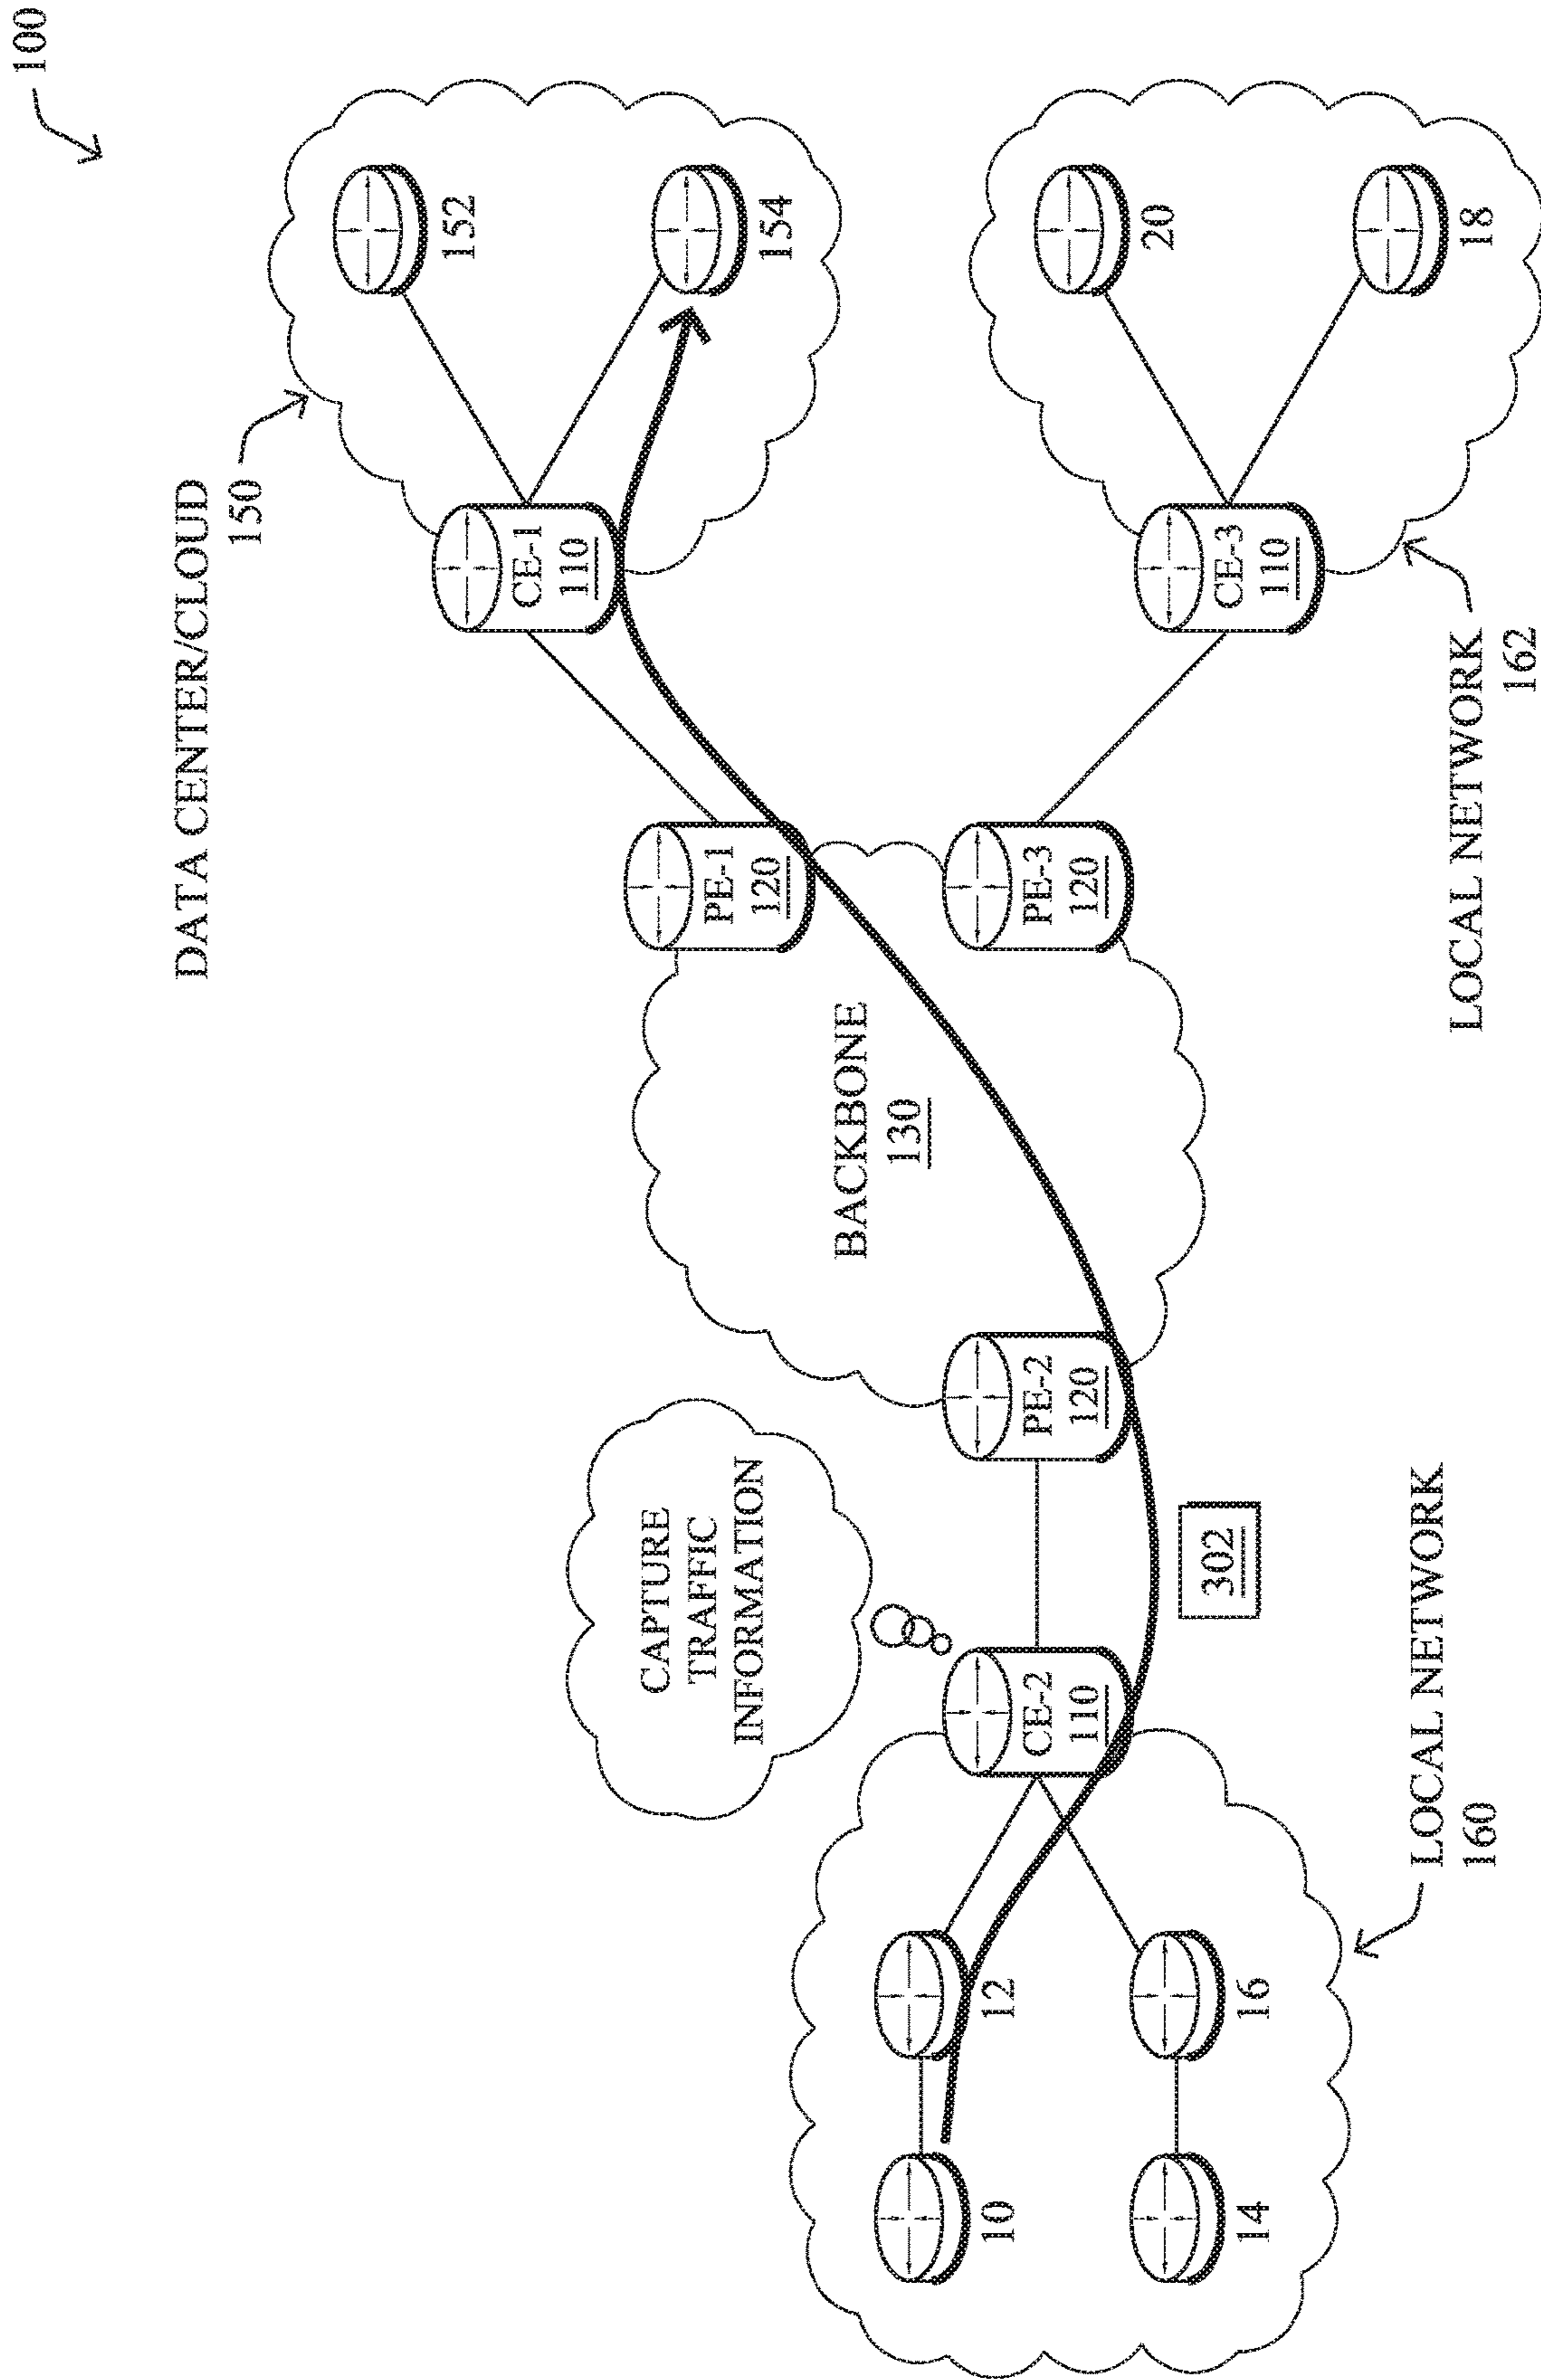 100
DATA CENTER/CLOUD
150
152
154
CE-1
110
PE-1
120
BACKBONE
130
PE-3
120
CE-3
110
20
18
LOCAL NETWORK
162
CAPTURE
TRAFFIC
INFORMATION
PE-2
120
302
CE-2
110
12
10
16
14
LOCAL NETWORK
160